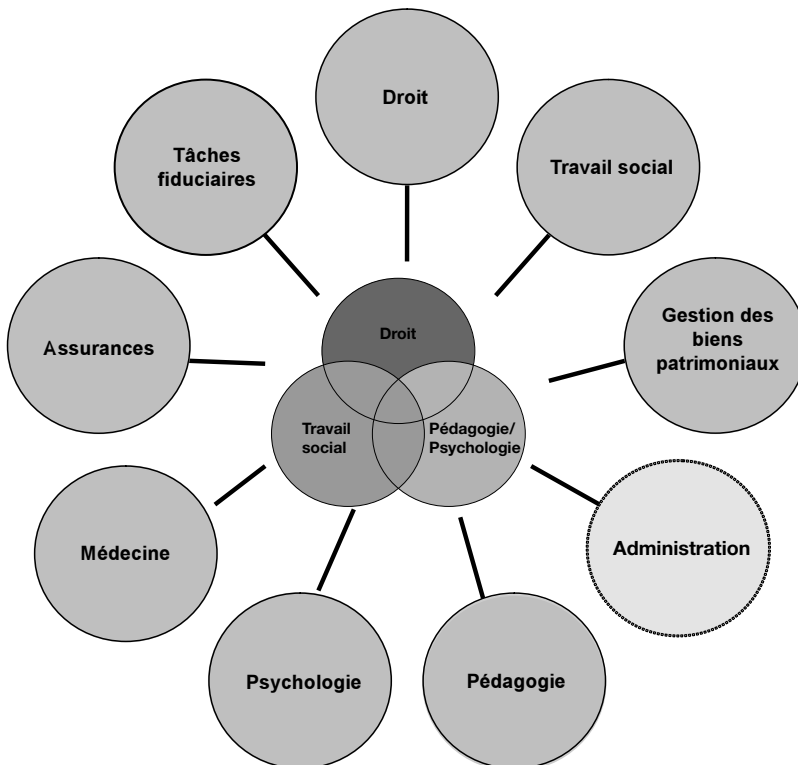 Droit
Tâches
fiduciaires
Travail social
Assurances
Droit
Gestion des
biens
patrimoniaux
Travail
social
Pédagogie/
Psychologie
Médecine
Administration
Psychologie
Pédagogie